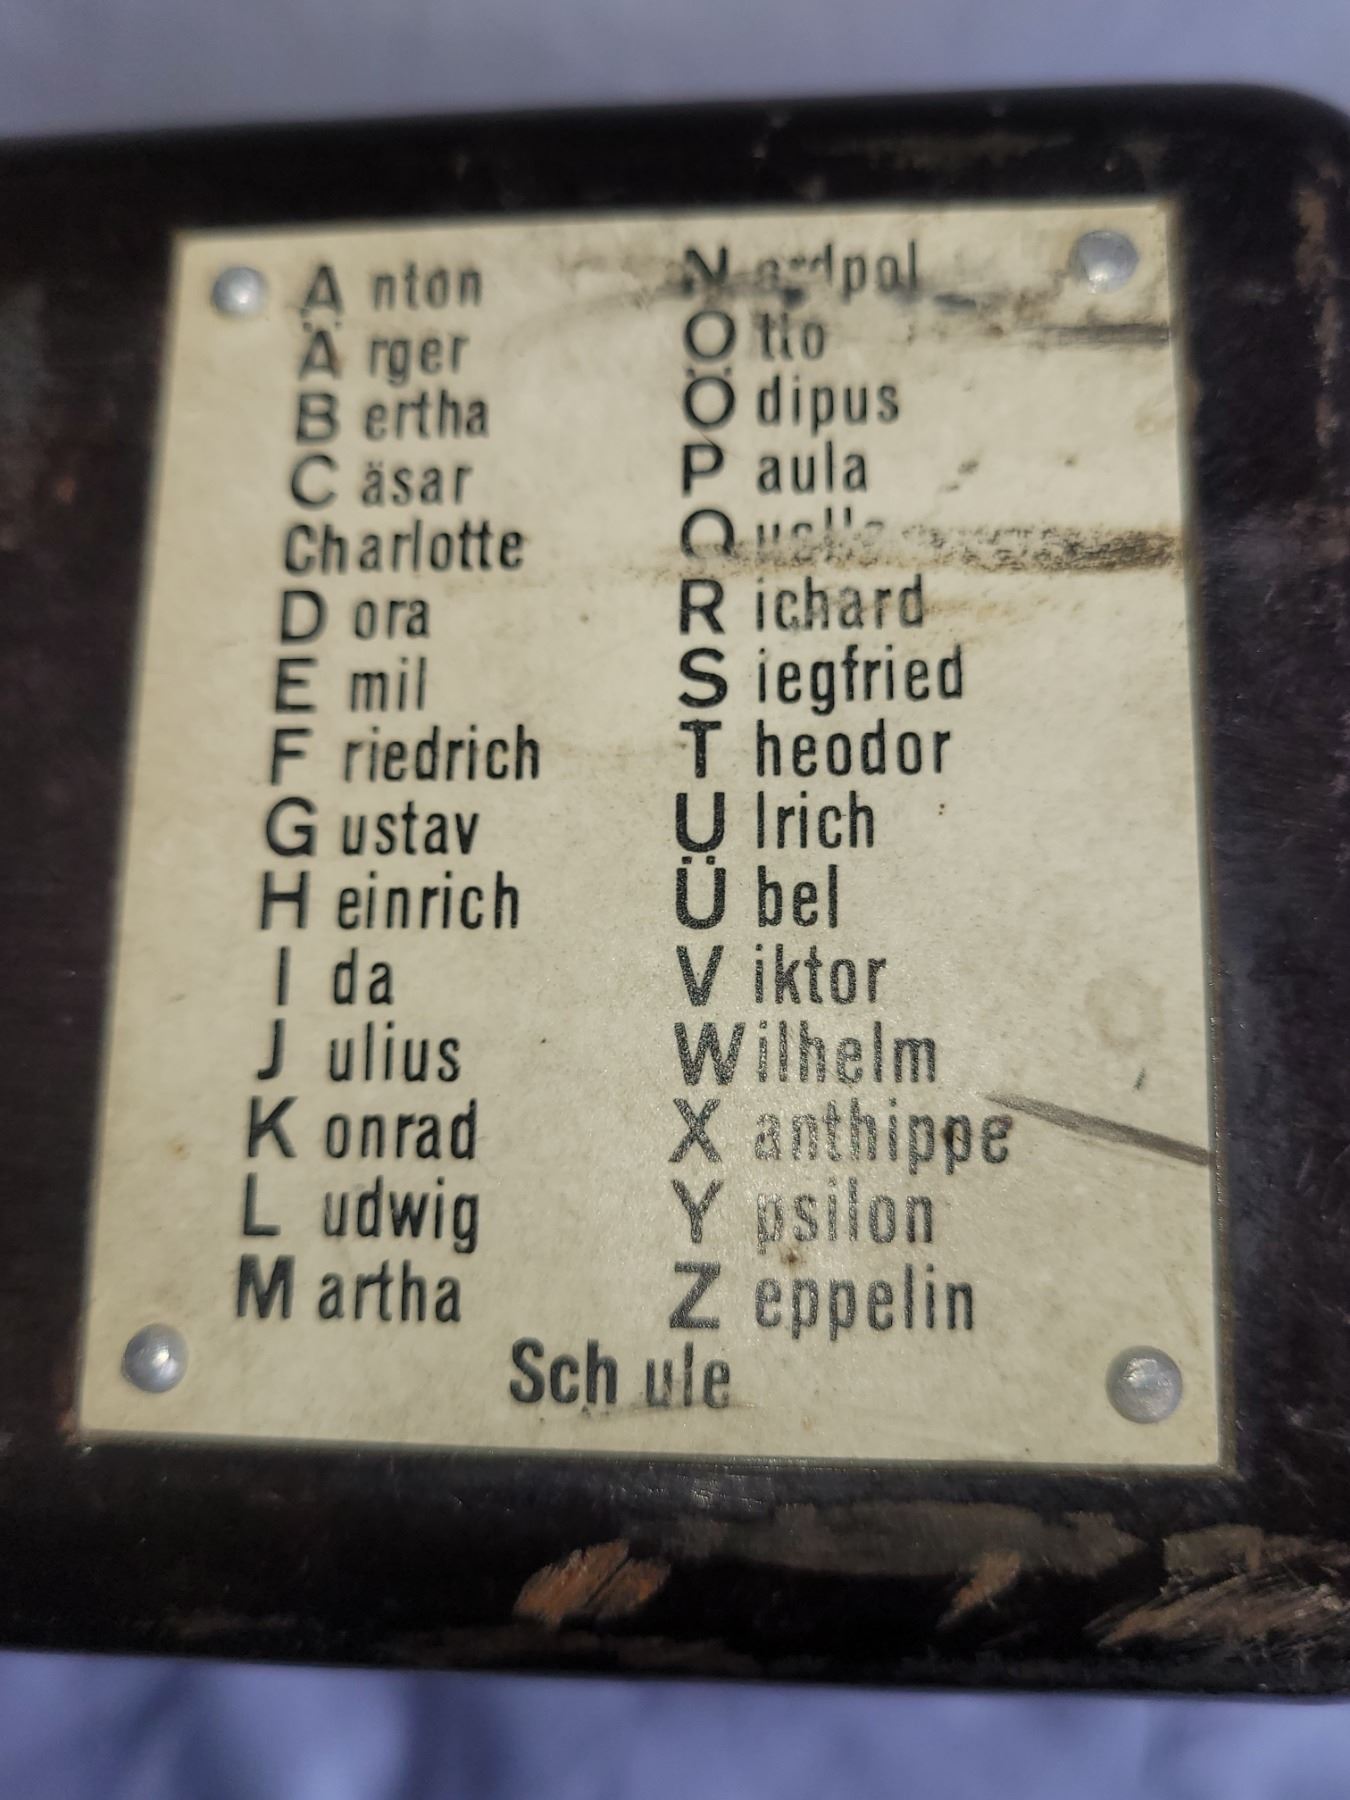 Anton
Ärger
Bertha
Cäsar
Charlotte
Dora
Emil
Friedrich
Gustav
Heinrich
Ida
Julius
Konrad
Ludwig
Martha
Nordpol
Otto
Ödipus
Paula
Quelle
Richard
Siegfried
Theodor
Ulrich
Übel
Viktor
Wilhelm
Xanthippe
Ypsilon
Zeppelin
Schule